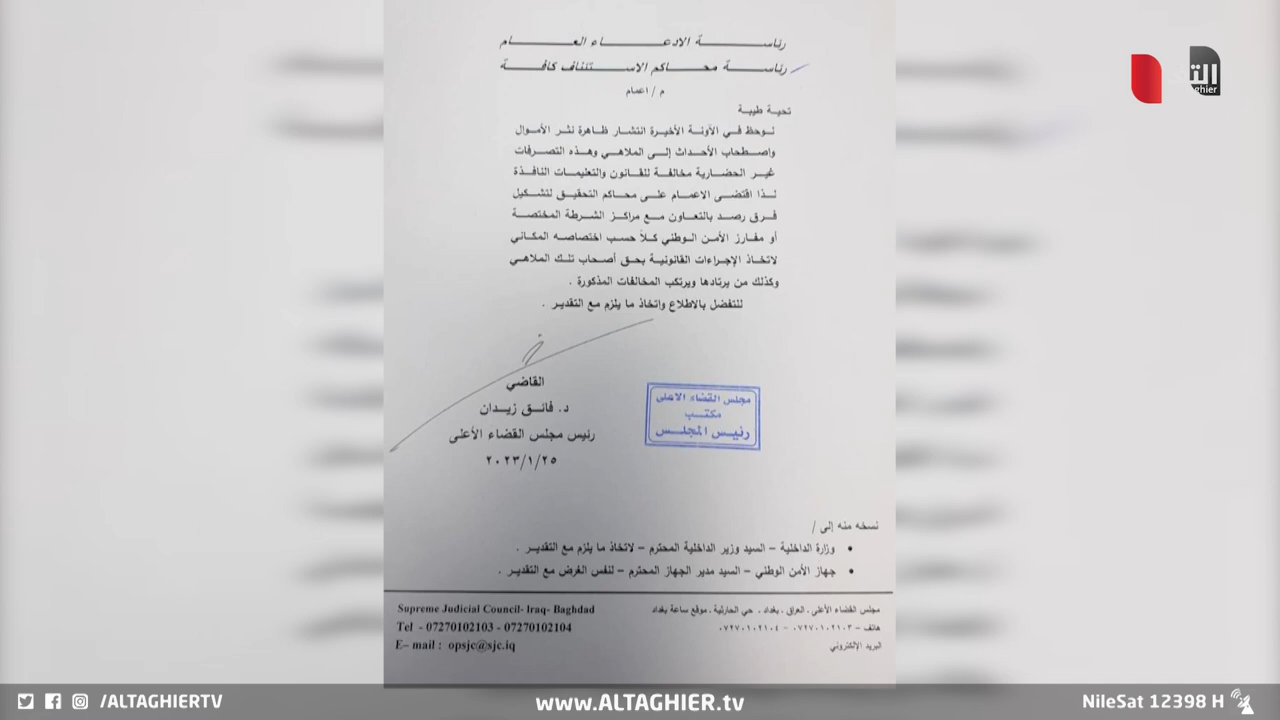 رئاسة الادعاء العام
رئاسة محاكم الاستئناف كافة
م / اعمام
تحية طيبة
لوحظ في الآونة الأخيرة انتشار ظاهرة نثر الأموال
واصطحاب الأحداث إلى الملاهي وهذه التصرفات
غير الحضارية مخالفة للقانون والتعليمات النافذة
لذا اقتضى الاعمام على محاكم التحقيق لتشكيل
فرق رصد بالتعاون مع مراكز الشرطة المختصة
أو مفارز الأمن الوطني كلاً حسب اختصاصه المكاني
لاتخاذ الإجراءات القانونية بحق أصحاب تلك الملاهي
وكذلك من يرتادها ويرتكب المخالفات المذكورة .
للتفضل بالاطلاع واتخاذ ما يلزم مع التقدير .
القاضي
د. فائق زيدان
رئيس مجلس القضاء الأعلى
٢٠٢٣/١/٢٥
مجلس القضاء الاعلى
مكتب
رئيس المجلس
نسخه منه إلى /
• وزارة الداخلية – السيد وزير الداخلية المحترم – لاتخاذ ما يلزم مع التقدير .
• جهاز الأمن الوطني – السيد مدير الجهاز المحترم – لنفس الغرض مع التقدير .
مجلس القضاء الأعلى . العراق . بغداد . حي الحارثية . موقع ساعة بغداد
هاتف – ٠٧٢٧٠١٠٢١٠٣ – ٠٧٢٧٠١٠٢١٠٤
البريد الإلكتروني
Supreme Judicial Council- Iraq- Baghdad
Tel - 07270102103 - 07270102104
E– mail : opsjc@sjc.iq
الت
ghier
/ALTAGHIERTV
www.ALTAGHIER.tv
NileSat 12398 H